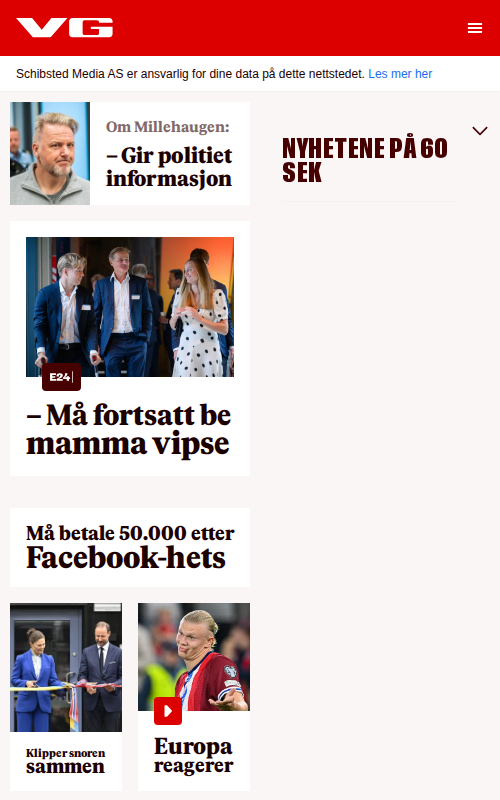 VG
Schibsted Media AS er ansvarlig for dine data på dette nettstedet. Les mer her
Om Millehaugen:
– Gir politiet
informasjon
NYHETENE PÅ 60
SEK
E24
– Må fortsatt be
mamma vipse
Må betale 50.000 etter
Facebook-hets
Klipper snoren
sammen
Europa
reagerer